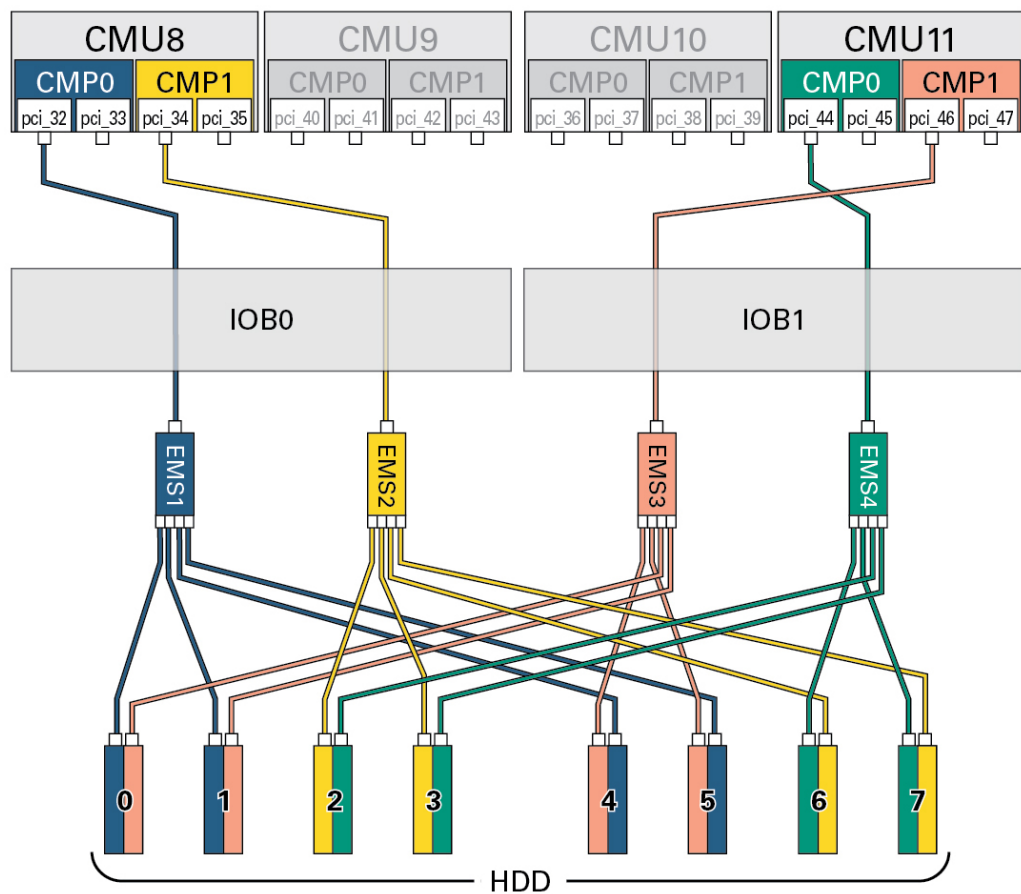 CMU8 CMU9 CMU10 CMU11
CMP0 CMP1 CMP0 CMP1 CMP0 CMP1 CMP0 CMP1
pci_32 pci_33 pci_34 pci_35 pci_40 pci_41 pci_42 pci_43 pci_36 pci_37 pci_38 pci_39 pci_44 pci_45 pci_46 pci_47
IOB0 IOB1
EMS1 EMS2 EMS3 EMS4
0 1 2 3 4 5 6 7
HDD